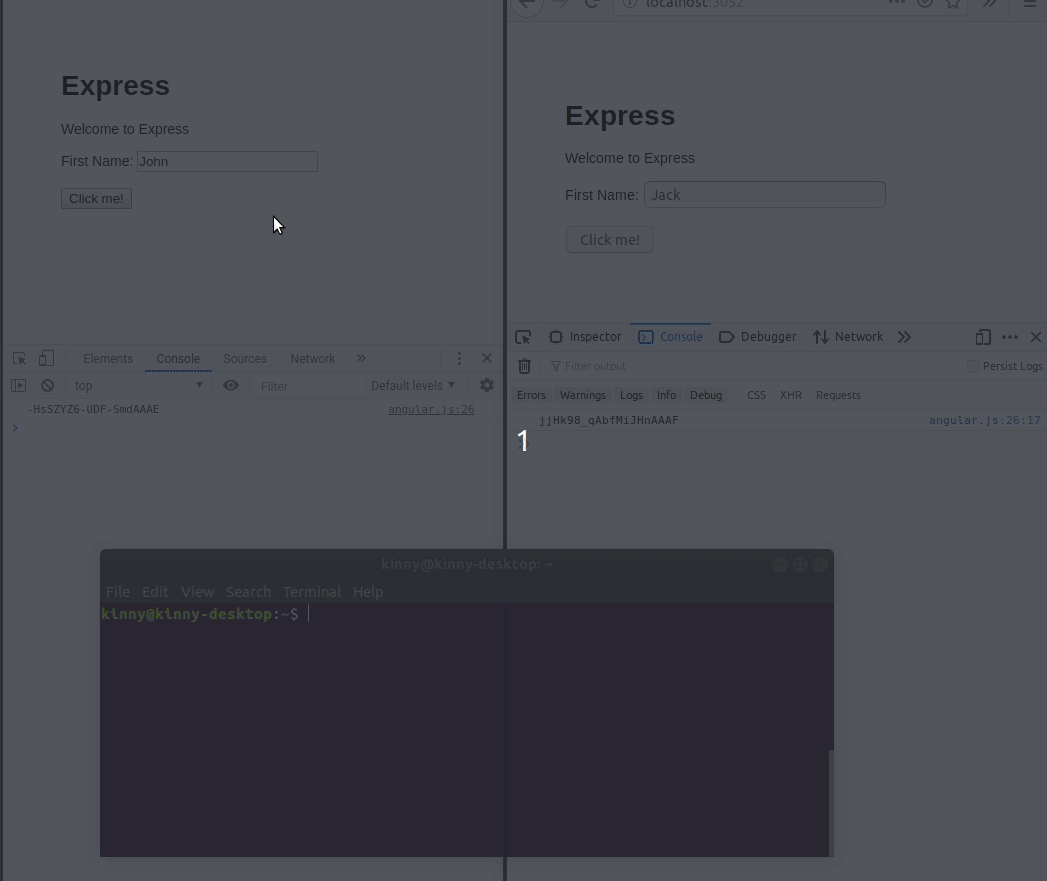 Express
Welcome to Express
First Name: John
Click me!
Elements Console Sources Network »
top Filter Default levels
-HsSZYZ6-UDF-SmdAAAE angular.js:26
localhost:3052
Express
Welcome to Express
First Name: Jack
Click me!
Inspector Console Debugger Network »
Filter output Persist Logs
Errors Warnings Logs Info Debug CSS XHR Requests
jjHk98_qAbfMiJHnAAAF angular.js:26:17
1
kinny@kinny-desktop: ~
File Edit View Search Terminal Help
kinny@kinny-desktop:~$